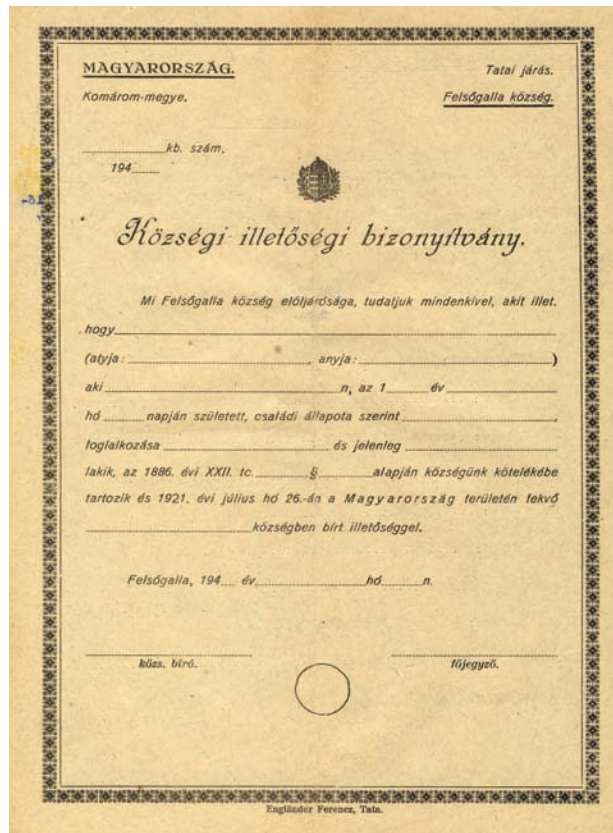 MAGYARORSZÁG.
Tatai járás.
Komárom-megye.
Felsőgalla község.
kb. szám.
194
Községi illetőségi bizonyítvány.
Mi Felsőgalla község elöljárósága, tudatjuk mindenkivel, akit illet,
hogy
(atyja: , anyja: )
aki n, az 1 év
hó napján született, családi állapota szerint ,
foglalkozása és jelenleg
lakik, az 1886. évi XXII. tc. § alapján községünk kötelékébe
tartozik és 1921. évi július hó 26.-án a Magyarország területén fekvő
községben bírt illetőséggel.
Felsőgalla, 194 év hó n.
közs. bíró.
főjegyző.
Engländer Ferencz, Tata.